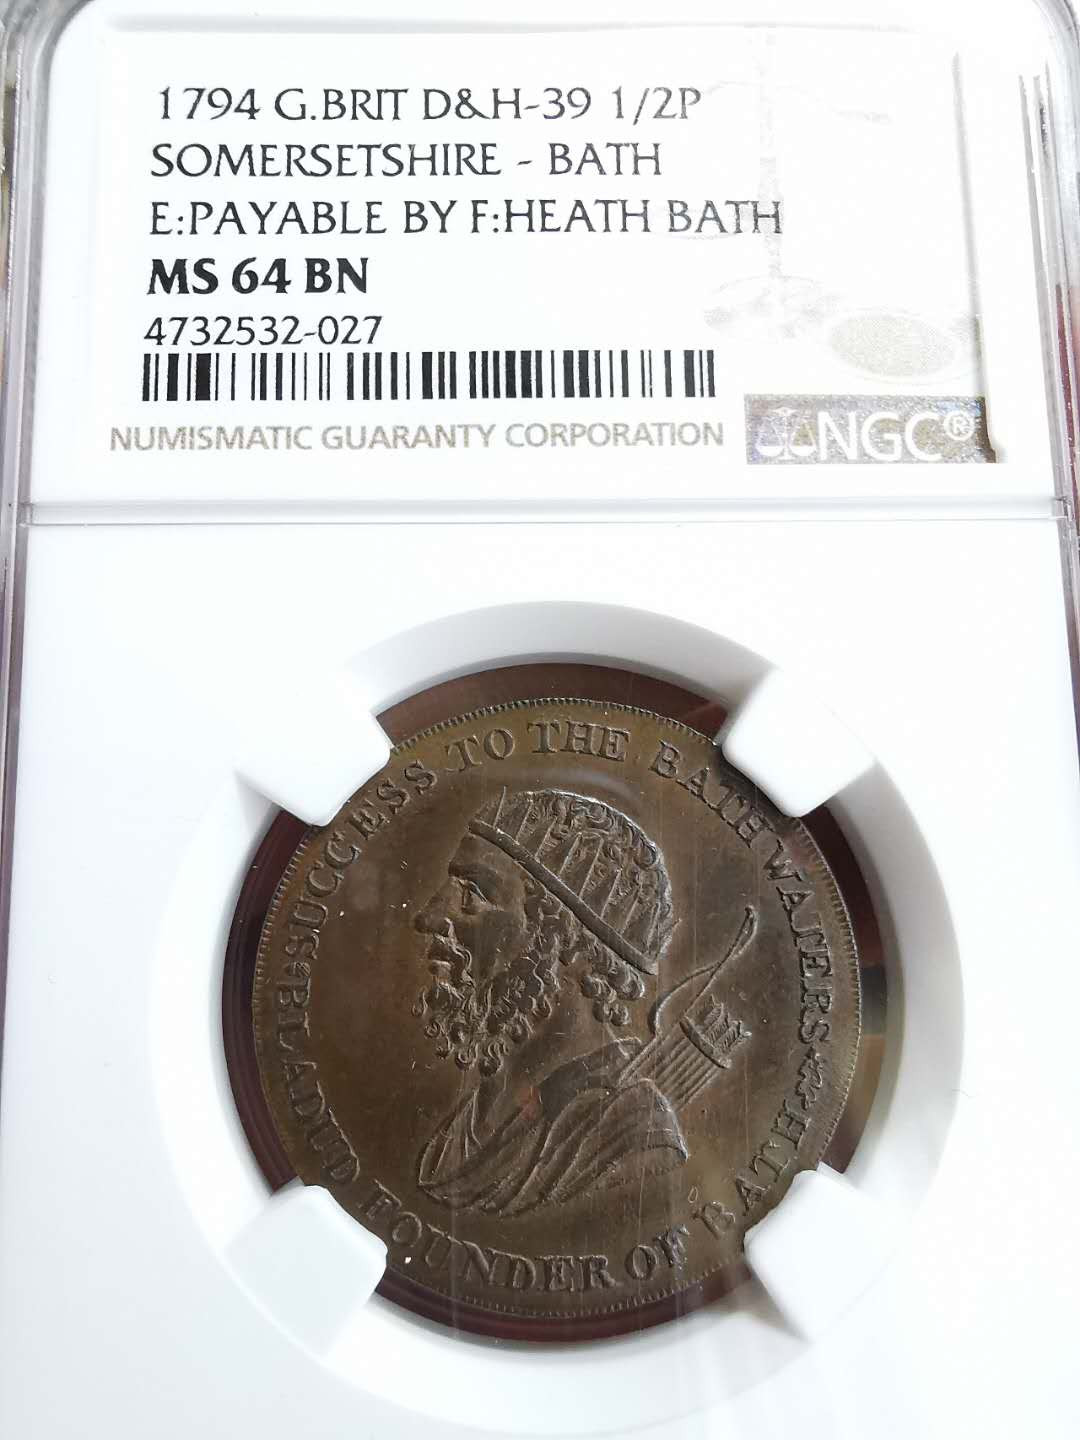 1794 G.BRIT D&H-39 1/2P
SOMERSETSHIRE - BATH
E:PAYABLE BY F:HEATH BATH
MS 64 BN
4732532-027
NUMISMATIC GUARANTY CORPORATION
NGC®
SUCCESS TO THE BATH WATERS
BLADUD FOUNDER OF BATH